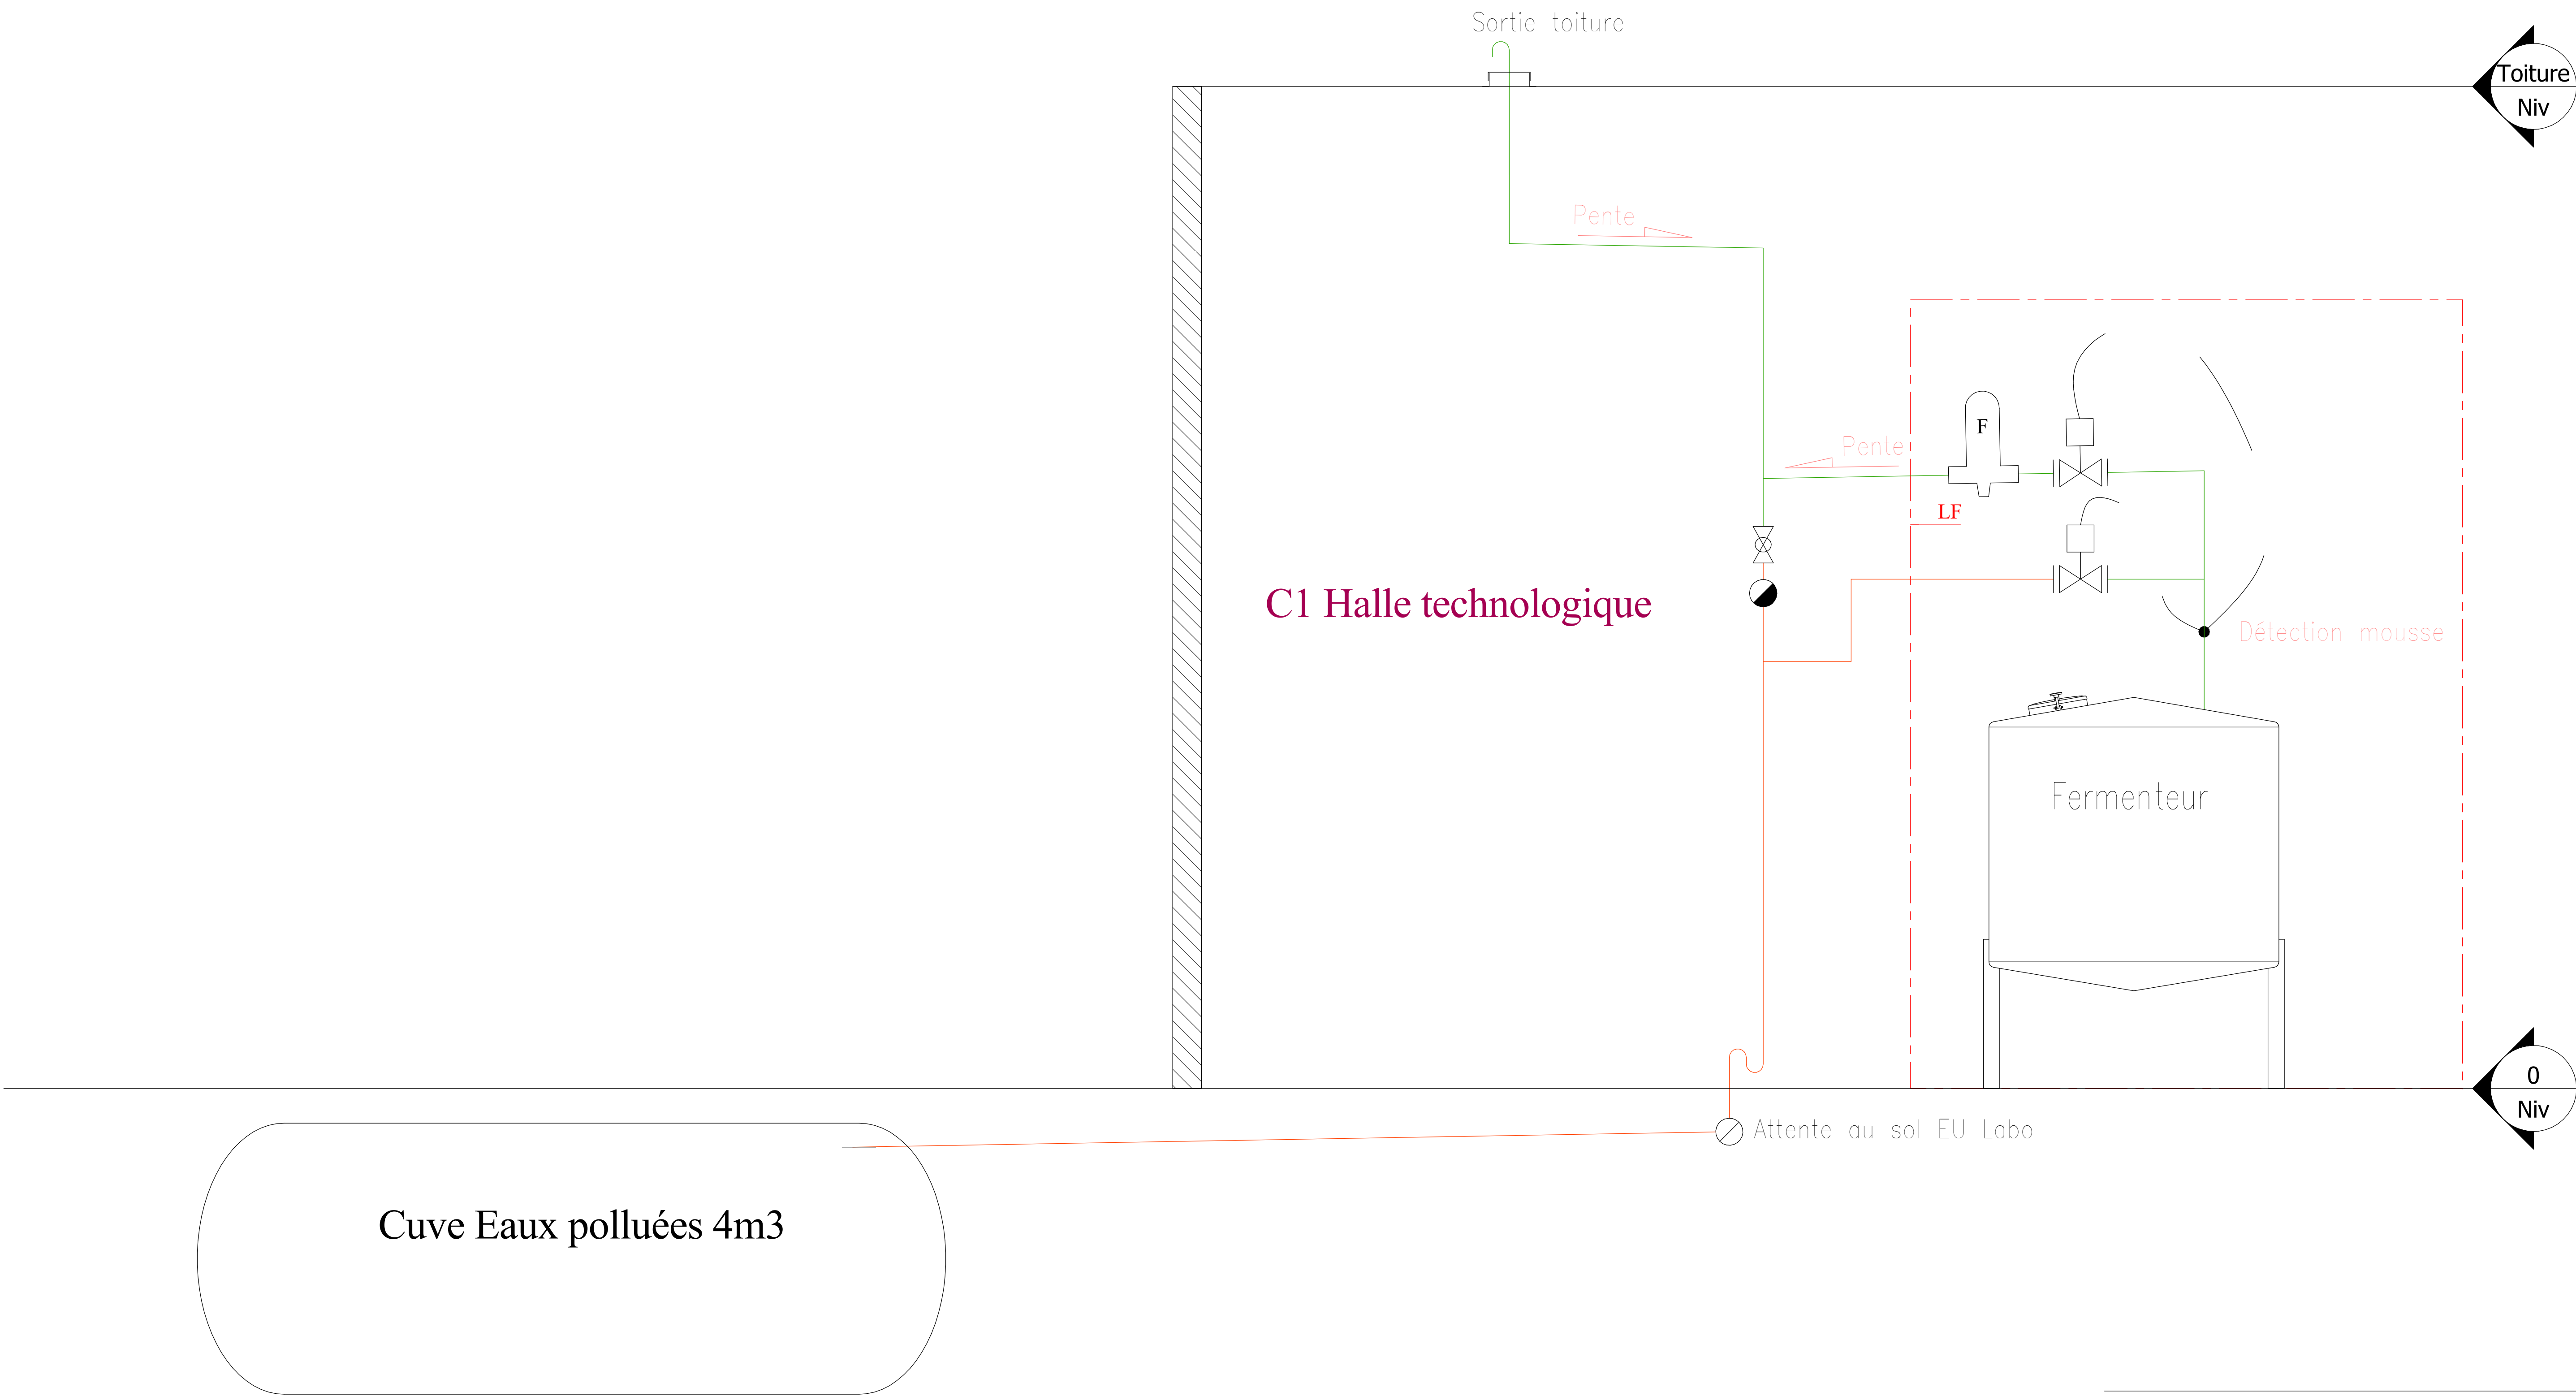 Sortie toiture
Toiture
Niv
Pente
Pente
F
LF
C1 Halle technologique
Détection mousse
Fermenteur
0
Niv
Attente au sol EU Labo
Cuve Eaux polluées 4m3